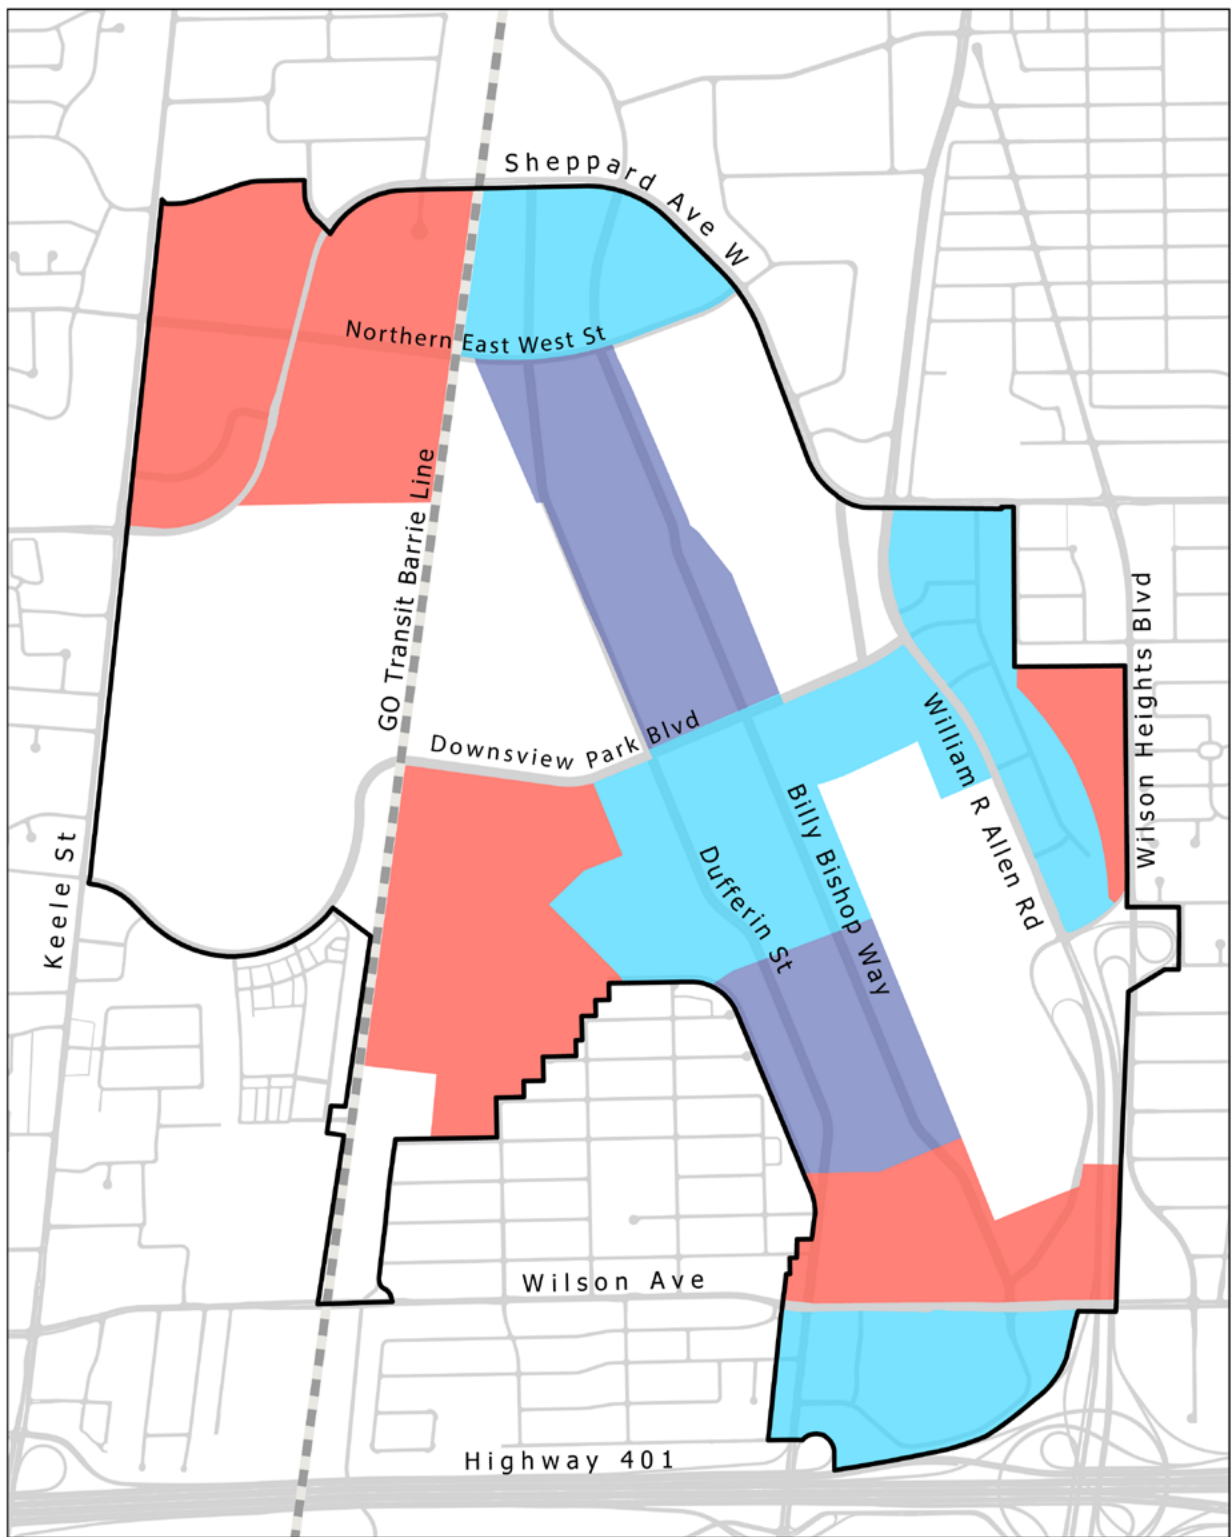 Sheppard Ave W
Northern East West St
GO Transit Barrie Line
Wilson Heights Blvd
Downsview Park Blvd
William R Allen Rd
Billy Bishop Way
Dufferin St
Keele St
Wilson Ave
Highway 401